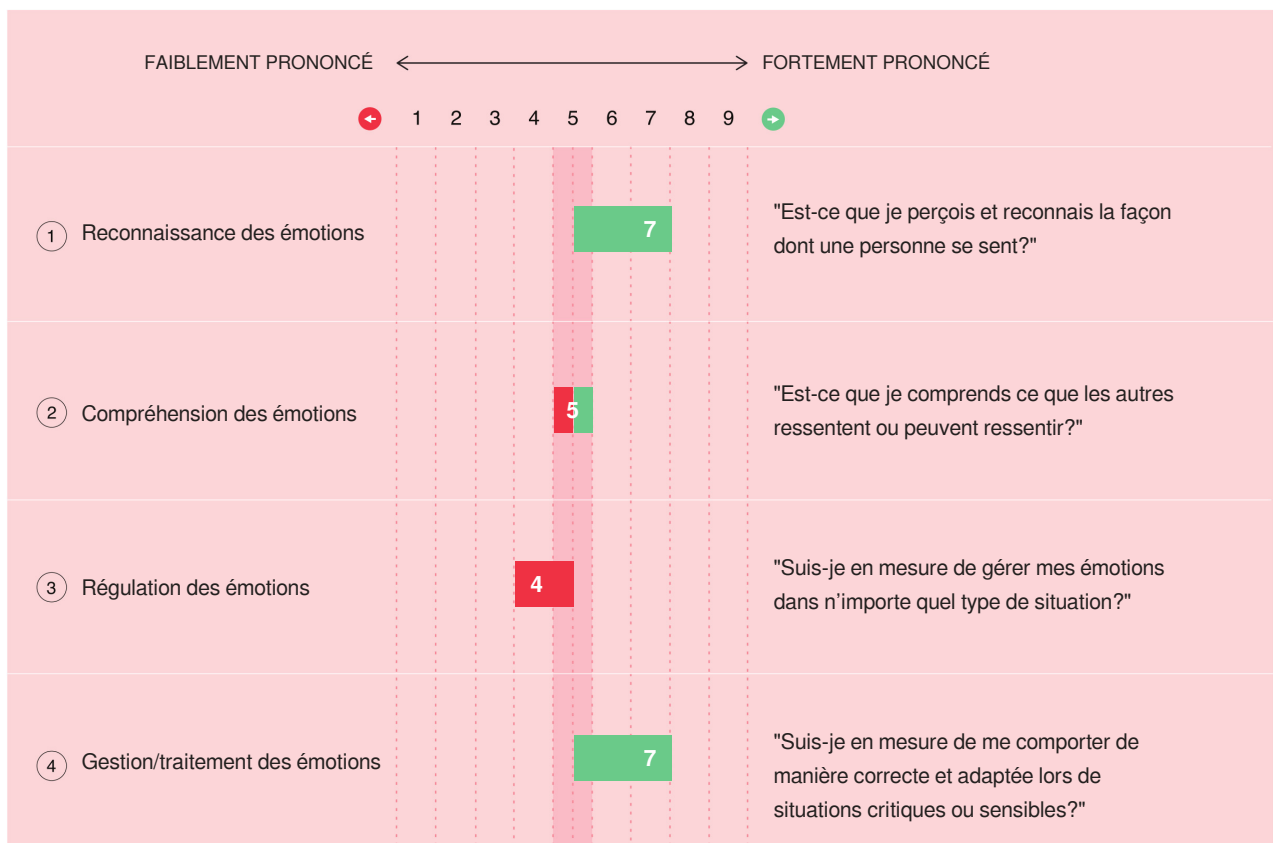 FAIBLEMENT PRONONCÉ FORTEMENT PRONONCÉ
1 2 3 4 5 6 7 8 9
1 Reconnaissance des émotions
7
"Est-ce que je perçois et reconnais la façon
dont une personne se sent?"
2 Compréhension des émotions
5
"Est-ce que je comprends ce que les autres
ressentent ou peuvent ressentir?"
3 Régulation des émotions
4
"Suis-je en mesure de gérer mes émotions
dans n’importe quel type de situation?"
4 Gestion/traitement des émotions
7
"Suis-je en mesure de me comporter de
manière correcte et adaptée lors de
situations critiques ou sensibles?"